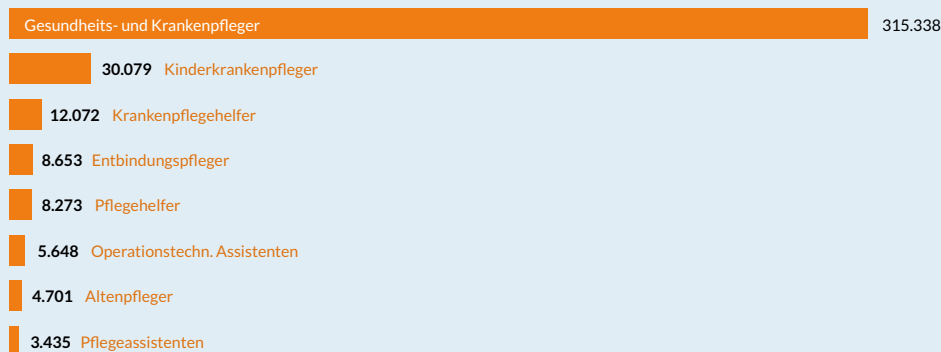 Gesundheits- und Krankenpfleger 315.338
30.079 Kinderkrankenpfleger
12.072 Krankenpflegehelfer
8.653 Entbindungspfleger
8.273 Pflegehelfer
5.648 Operationstechn. Assistenten
4.701 Altenpfleger
3.435 Pflegeassistenten